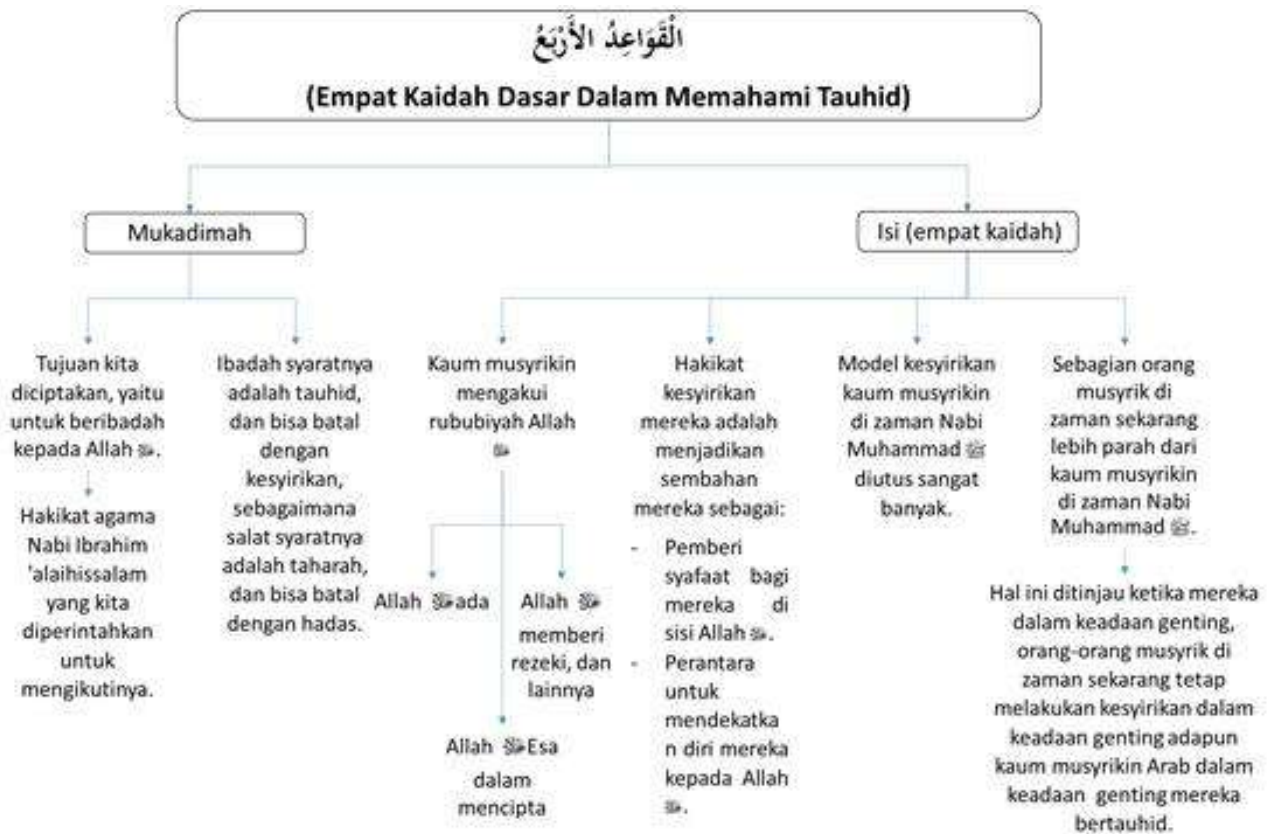 الْقَوَاعِدُ الأَرْبَعُ
(Empat Kaidah Dasar Dalam Memahami Tauhid)
Mukadimah
Isi (empat kaidah)
Tujuan kita
diciptakan, yaitu
untuk beribadah
kepada Allah ﷻ.
Hakikat agama
Nabi Ibrahim
'alaihissalam
yang kita
diperintahkan
untuk
mengikutinya.
Ibadah syaratnya
adalah tauhid,
dan bisa batal
dengan
kesyirikan,
sebagaimana
salat syaratnya
adalah taharah,
dan bisa batal
dengan hadas.
Kaum musyrikin
mengakui
rububiyah Allah
ﷻ
Allah ﷻ ada
Allah ﷻ
memberi
rezeki, dan
lainnya
Allah ﷻ Esa
dalam
mencipta
Hakikat
kesyirikan
mereka adalah
menjadikan
sembahan
mereka sebagai:
- Pemberi
syafaat bagi
mereka di
sisi Allah ﷻ.
- Perantara
untuk
mendekatka
n diri mereka
kepada Allah
ﷻ.
Model kesyirikan
kaum musyrikin
di zaman Nabi
Muhammad ﷺ
diutus sangat
banyak.
Sebagian orang
musyrik di
zaman sekarang
lebih parah dari
kaum musyrikin
di zaman Nabi
Muhammad ﷺ.
Hal ini ditinjau ketika mereka
dalam keadaan genting,
orang-orang musyrik di
zaman sekarang tetap
melakukan kesyirikan dalam
keadaan genting adapun
kaum musyrikin Arab dalam
keadaan genting mereka
bertauhid.